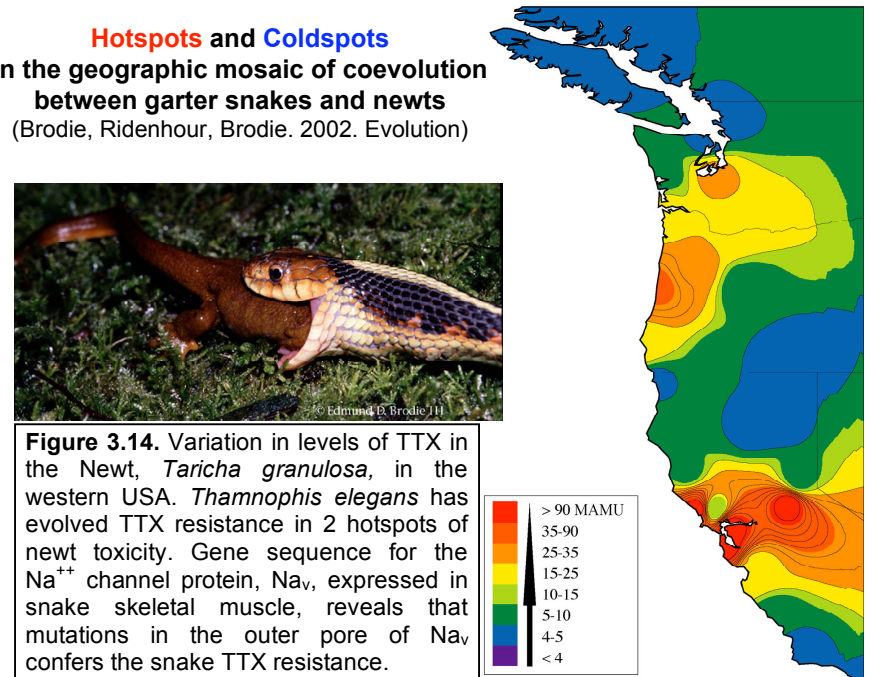 Hotspots and Coldspots
n the geographic mosaic of coevolution
between garter snakes and newts
(Brodie, Ridenhour, Brodie. 2002. Evolution)
© Edmund D. Brodie III
Figure 3.14. Variation in levels of TTX in
the Newt, Taricha granulosa, in the
western USA. Thamnophis elegans has
evolved TTX resistance in 2 hotspots of
newt toxicity. Gene sequence for the
Na++ channel protein, Nav, expressed in
snake skeletal muscle, reveals that
mutations in the outer pore of Nav
confers the snake TTX resistance.
> 90 MAMU
35-90
25-35
15-25
10-15
5-10
4-5
< 4